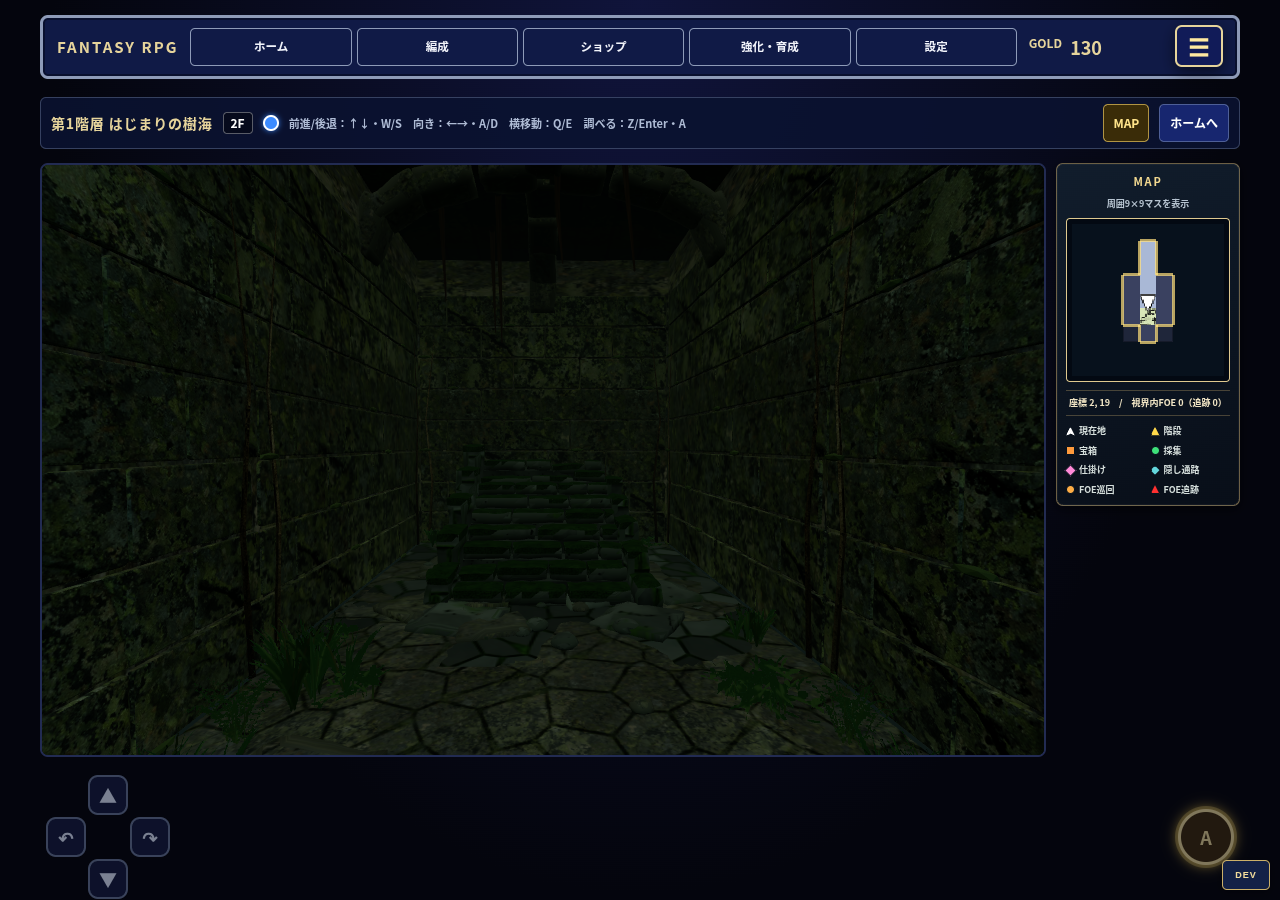 FANTASY RPG
ホーム
編成
ショップ
強化・育成
設定
GOLD 130
第1階層 はじまりの樹海
2F
前進/後退：↑↓・W/S 向き：←→・A/D 横移動：Q/E 調べる：Z/Enter・A
MAP
ホームへ
MAP
周囲9×9マスを表示
座標 2, 19 / 視界内FOE 0（追跡 0）
現在地
階段
宝箱
採集
仕掛け
隠し通路
FOE巡回
FOE追跡
A
DEV